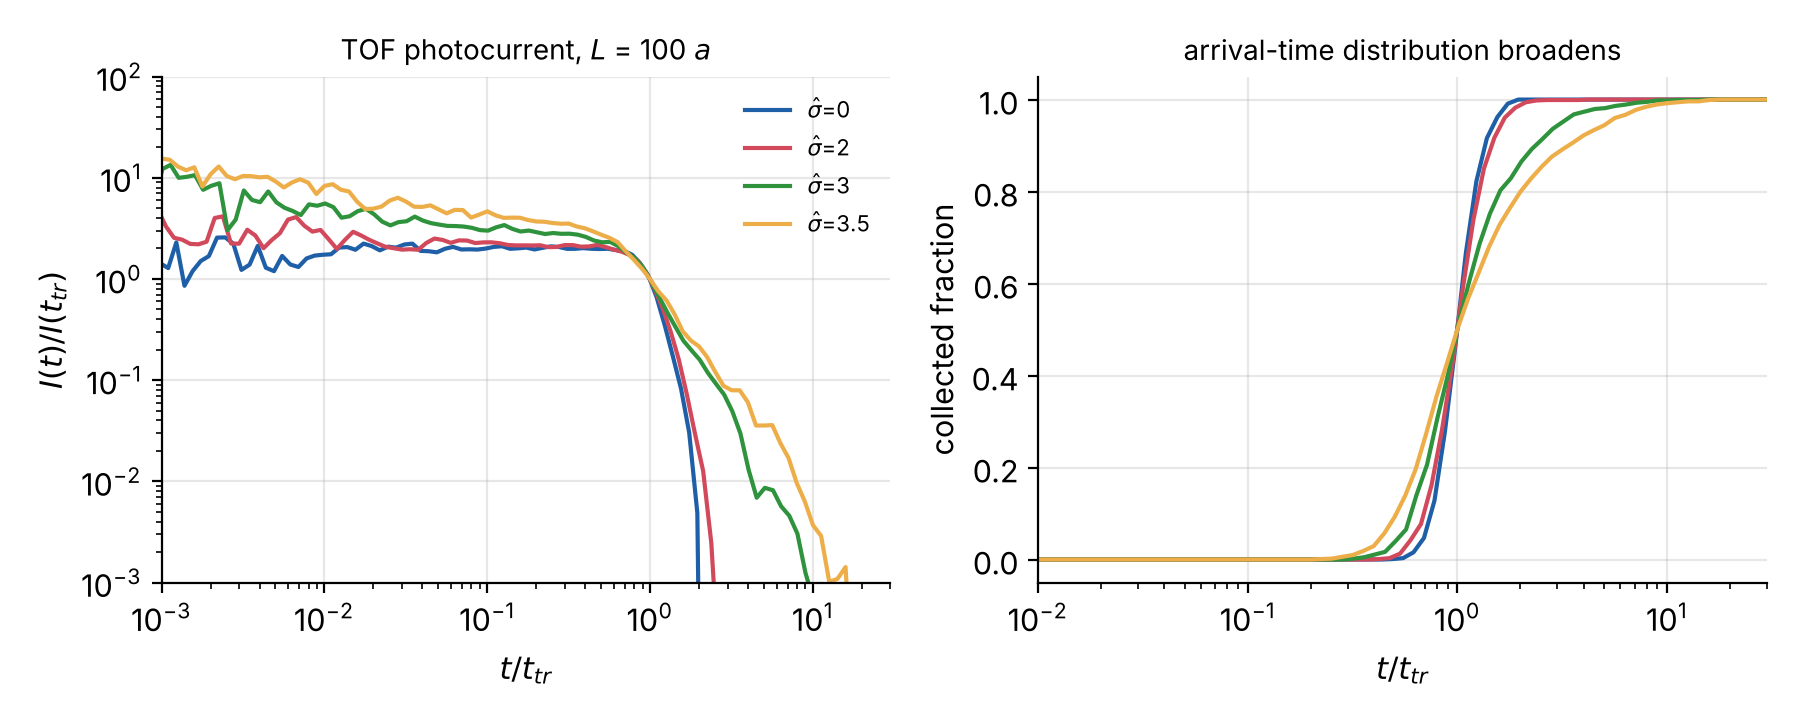 TOF photocurrent, L = 100 a
10²
10¹
10⁰
10⁻¹
10⁻²
10⁻³
I(t)/I(t_tr)
σ̂=0
σ̂=2
σ̂=3
σ̂=3.5
10⁻³ 10⁻² 10⁻¹ 10⁰ 10¹
t/t_tr
arrival-time distribution broadens
1.0
0.8
0.6
0.4
0.2
0.0
collected fraction
10⁻² 10⁻¹ 10⁰ 10¹
t/t_tr